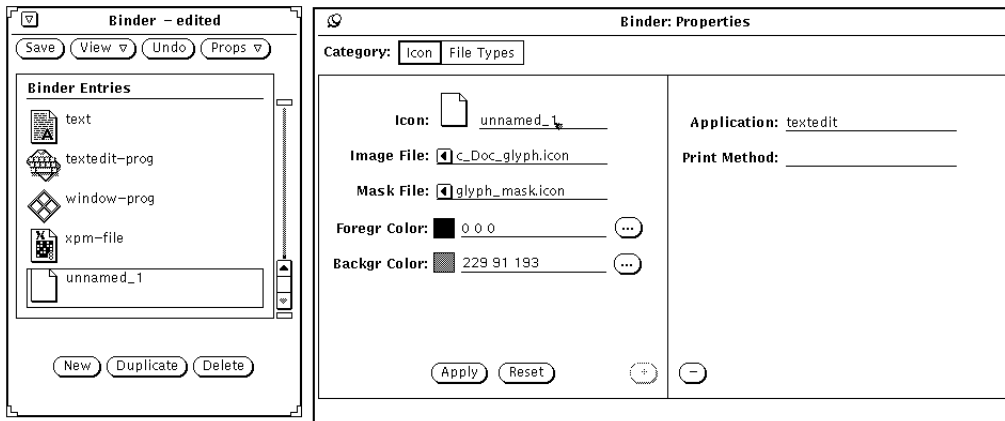 Binder – edited
Save View Undo Props
Binder Entries
text
textedit–prog
window–prog
xpm–file
unnamed_1
New Duplicate Delete
Binder: Properties
Category: Icon File Types
Icon: unnamed_1
Image File: c_Doc_glyph.icon
Mask File: glyph_mask.icon
Foregr Color: 0 0 0 ...
Backgr Color: 229 91 193 ...
Apply Reset +
Application: textedit
Print Method:
–